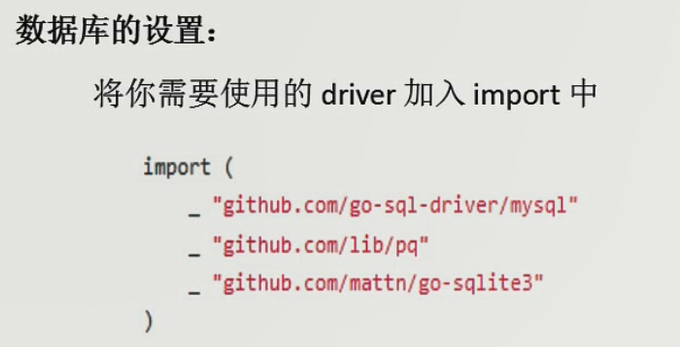 数据库的设置：
将你需要使用的 driver 加入 import 中
import (
_ "github.com/go-sql-driver/mysql"
_ "github.com/lib/pq"
_ "github.com/mattn/go-sqlite3"
)